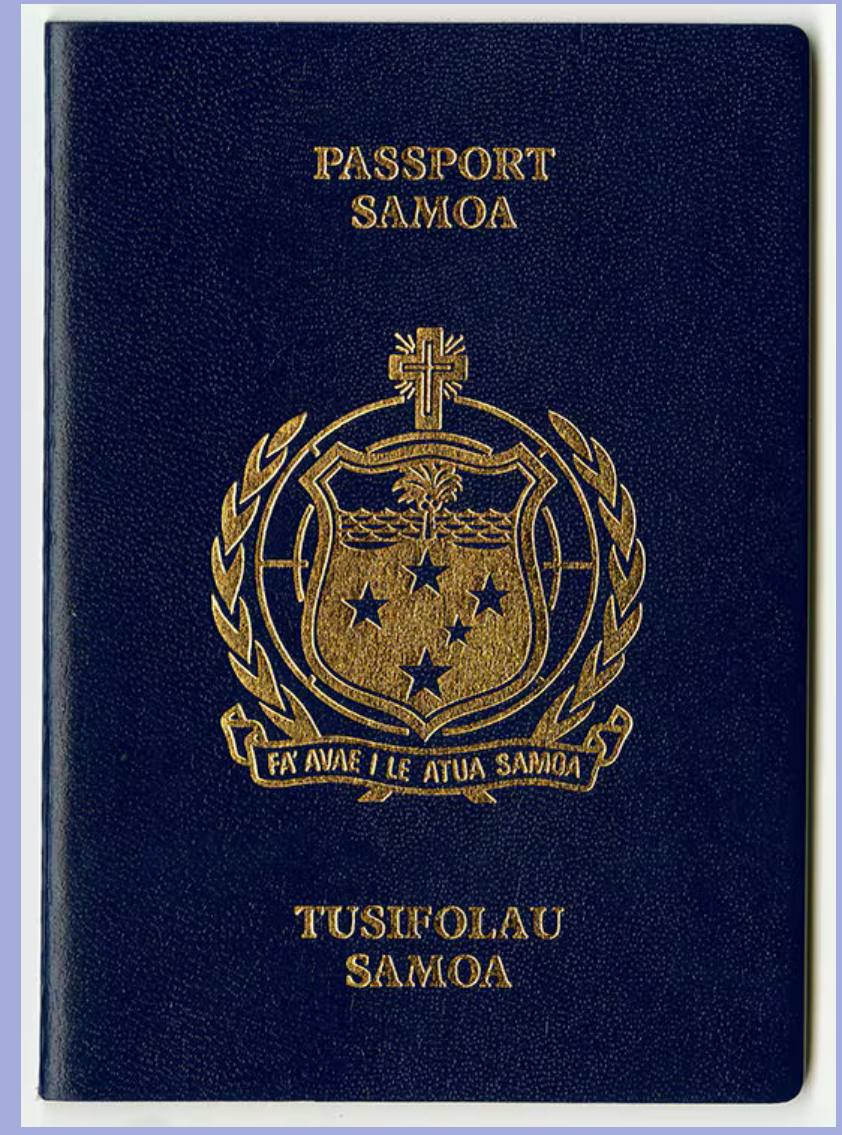 PASSPORT
SAMOA
FA' AVAE I LE ATUA SAMOA
TUSIFOLAU
SAMOA